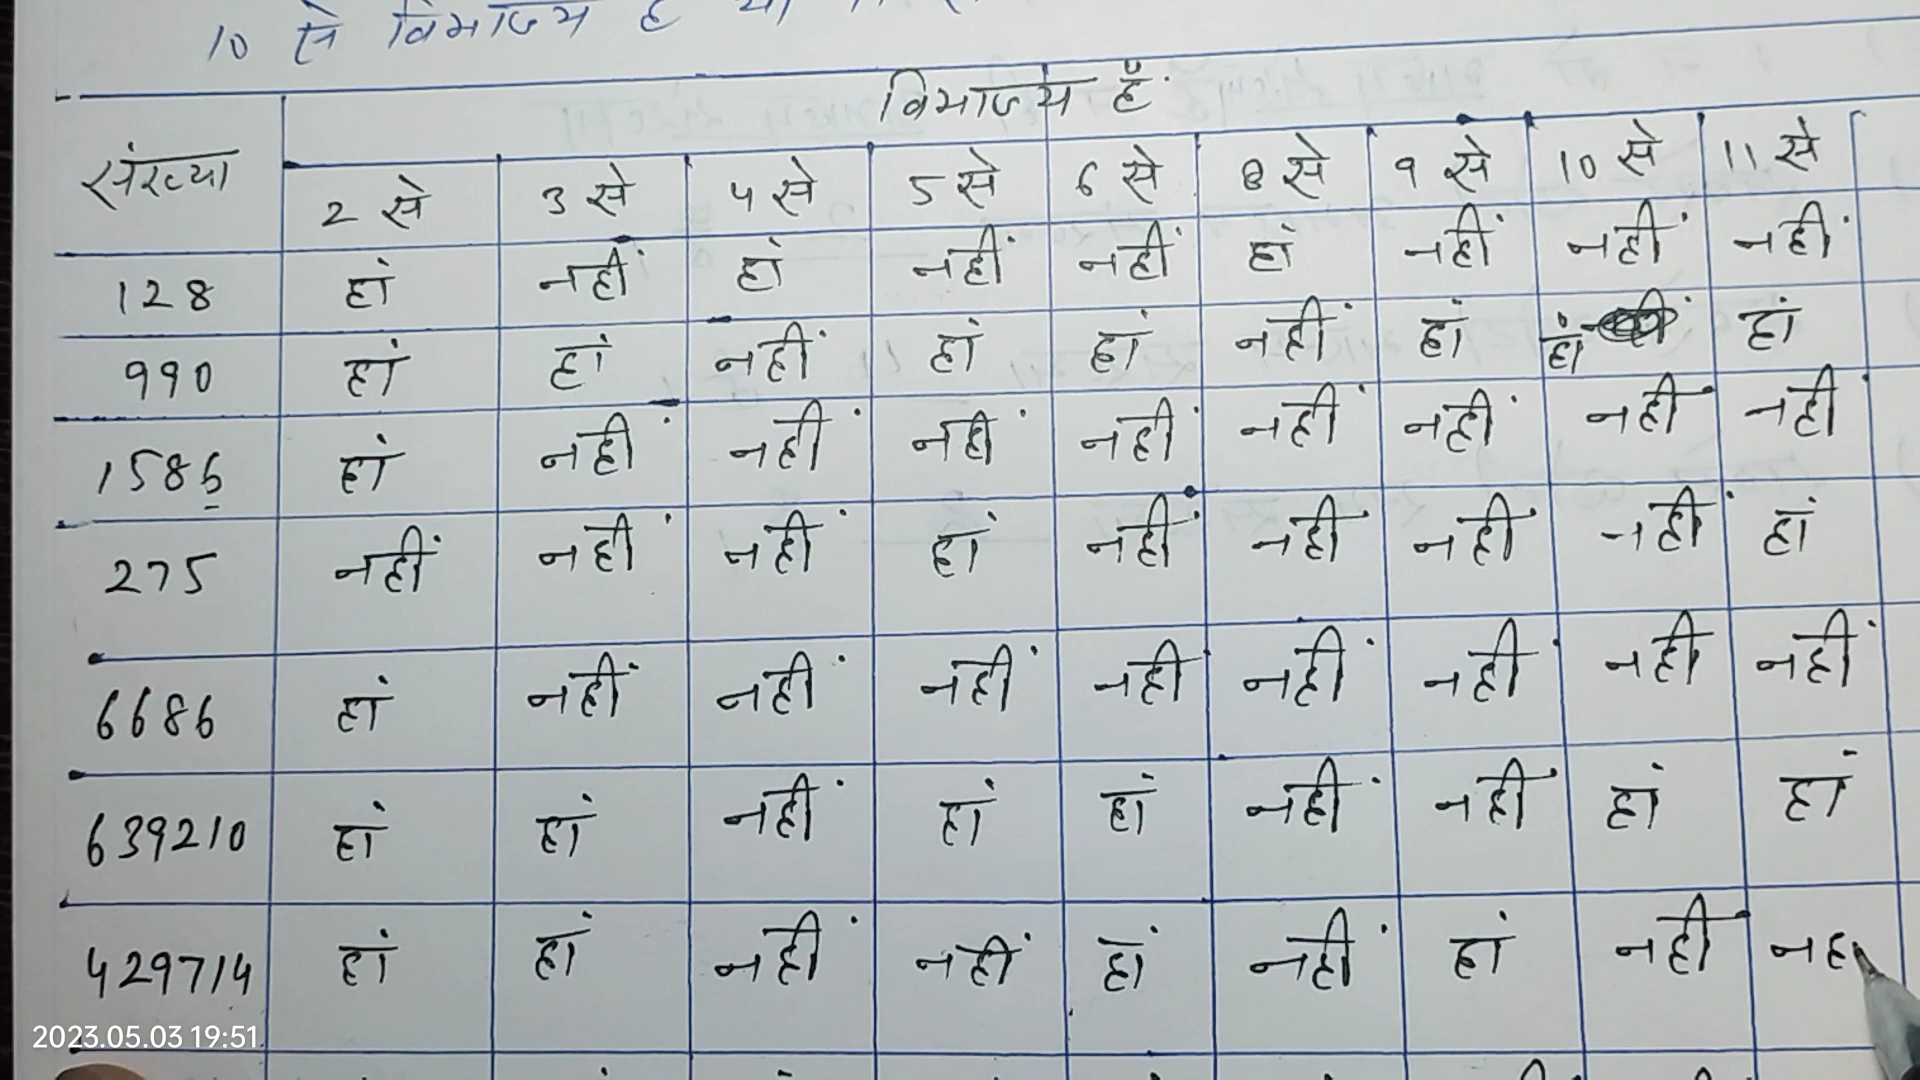 10 से विभाज्य है या
विभाज्य है
संख्या 2 से 3 से 4 से 5 से 6 से 8 से 9 से 10 से 11 से
128 हां नहीं हां नहीं नहीं हां नहीं नहीं नहीं
990 हां हां नहीं हां हां नहीं हां हां हां
1586 हां नहीं नहीं नहीं नहीं नहीं नहीं नहीं नहीं
275 नहीं नहीं नहीं हां नहीं नहीं नहीं नहीं हां
6686 हां नहीं नहीं नहीं नहीं नहीं नहीं नहीं नहीं
639210 हां हां नहीं हां हां नहीं नहीं हां हां
429714 हां हां नहीं नहीं हां नहीं हां नहीं नह
2023.05.03 19:51